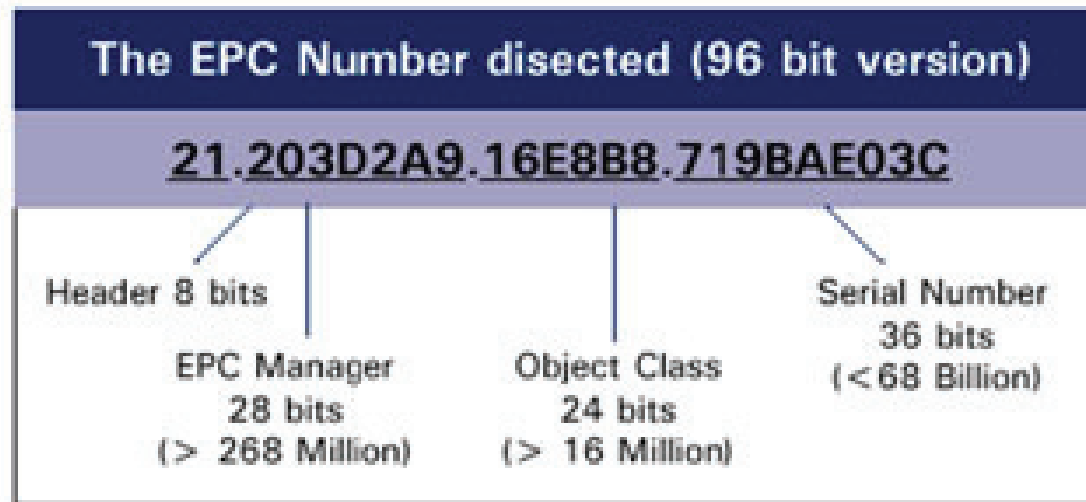 The EPC Number disected (96 bit version)
21.203D2A9.16E8B8.719BAE03C
Header 8 bits
EPC Manager
28 bits
(> 268 Million)
Object Class
24 bits
(> 16 Million)
Serial Number
36 bits
(<68 Billion)